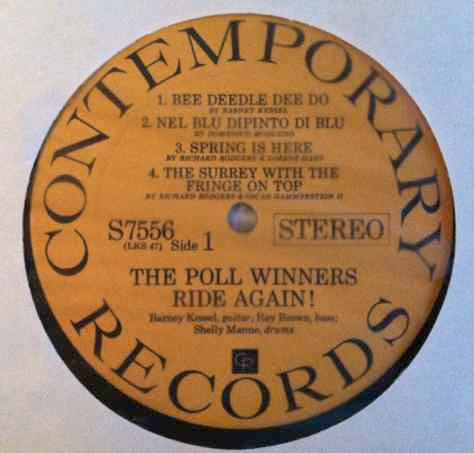 CONTEMPORARY
1. BEE DEEDLE DEE DO
BY BARNEY KESSEL
2. NEL BLU DIPINTO DI BLU
BY DOMENICO MODUGNO
3. SPRING IS HERE
BY RICHARD RODGERS & LORENZ HART
4. THE SURREY WITH THE
FRINGE ON TOP
BY RICHARD RODGERS & OSCAR HAMMERSTEIN II
S7556
(LKS 47) Side 1
STEREO
THE POLL WINNERS
RIDE AGAIN!
Barney Kessel, guitar; Ray Brown, bass;
Shelly Manne, drums
CR
RECORDS